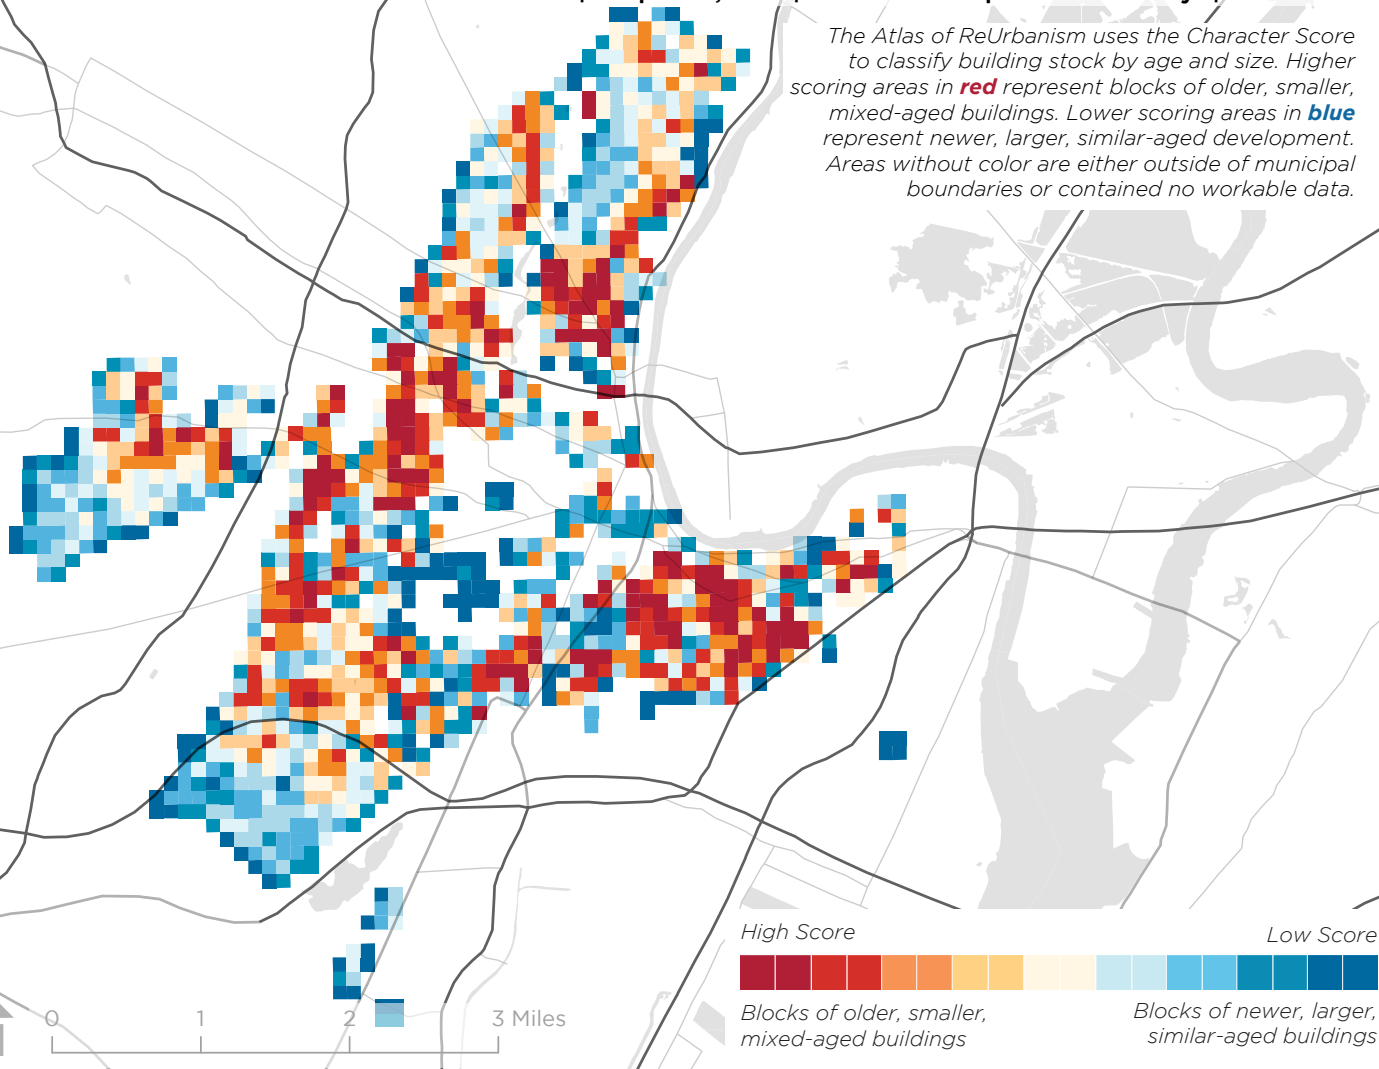 The Atlas of ReUrbanism uses the Character Score
to classify building stock by age and size. Higher
scoring areas in red represent blocks of older, smaller,
mixed-aged buildings. Lower scoring areas in blue
represent newer, larger, similar-aged development.
Areas without color are either outside of municipal
boundaries or contained no workable data.
High Score
Low Score
Blocks of older, smaller,
mixed-aged buildings
Blocks of newer, larger,
similar-aged buildings
0 1 2 3 Miles